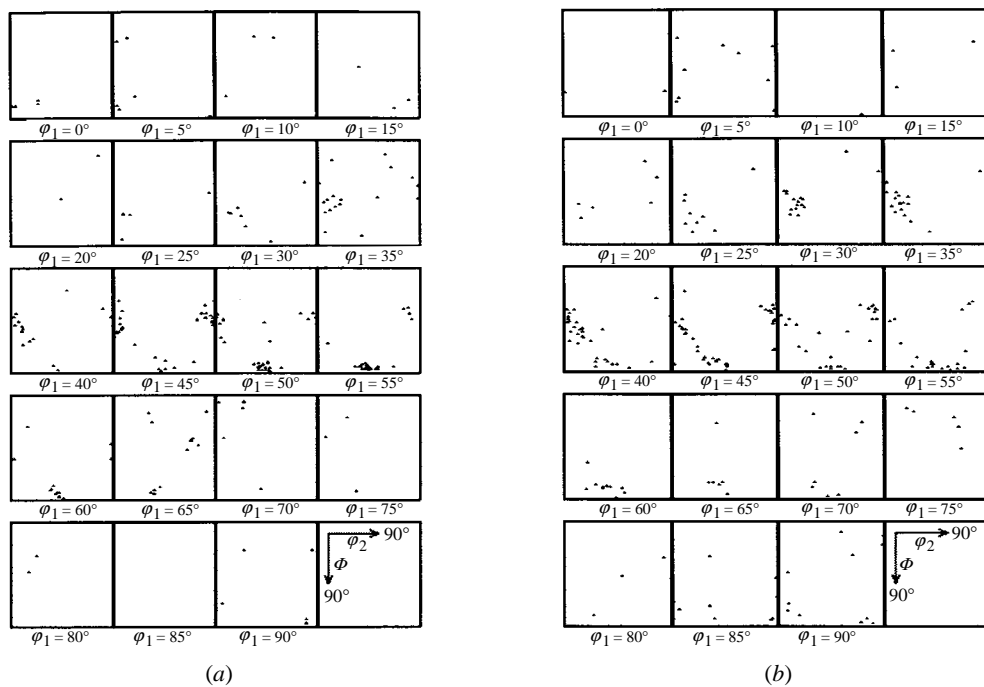 φ1 = 0° φ1 = 5° φ1 = 10° φ1 = 15°
φ1 = 20° φ1 = 25° φ1 = 30° φ1 = 35°
φ1 = 40° φ1 = 45° φ1 = 50° φ1 = 55°
φ1 = 60° φ1 = 65° φ1 = 70° φ1 = 75°
φ2 90°
Φ
90°
φ1 = 80° φ1 = 85° φ1 = 90°
(a)
φ1 = 0° φ1 = 5° φ1 = 10° φ1 = 15°
φ1 = 20° φ1 = 25° φ1 = 30° φ1 = 35°
φ1 = 40° φ1 = 45° φ1 = 50° φ1 = 55°
φ1 = 60° φ1 = 65° φ1 = 70° φ1 = 75°
φ2 90°
Φ
90°
φ1 = 80° φ1 = 85° φ1 = 90°
(b)